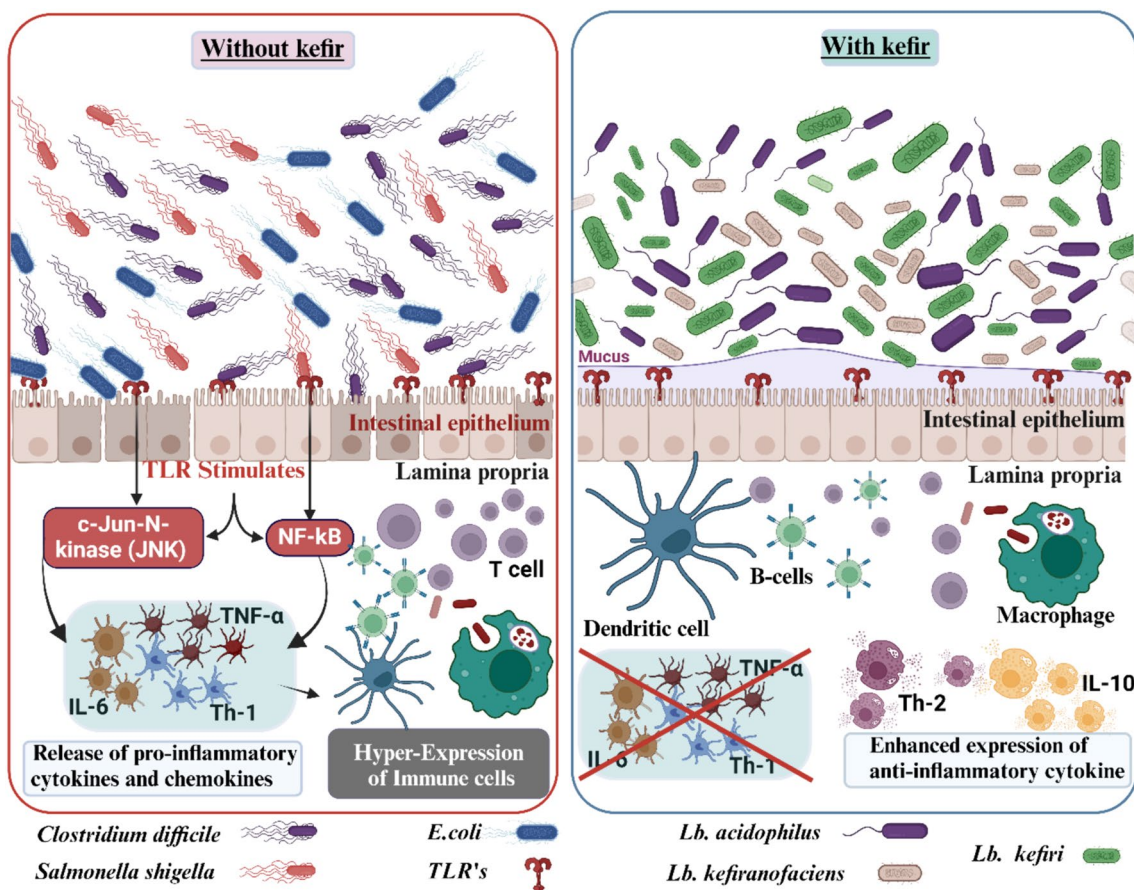 Without kefir
Intestinal epithelium
TLR Stimulates
Lamina propria
c-Jun-N-
kinase (JNK)
NF-kB
T cell
TNF-α
IL-6
Th-1
Release of pro-inflammatory
cytokines and chemokines
Hyper-Expression
of Immune cells
With kefir
Mucus
Intestinal epithelium
Lamina propria
B-cells
Dendritic cell
Macrophage
TNF-α
IL-6
Th-1
Th-2
IL-10
Enhanced expression of
anti-inflammatory cytokine
Clostridium difficile
E.coli
Lb. acidophilus
Lb. kefiri
Salmonella shigella
TLR's
Lb. kefiranofaciens